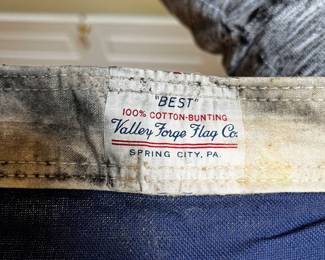 "BEST"
100% COTTON-BUNTING
Valley Forge Flag Co.
SPRING CITY, PA.